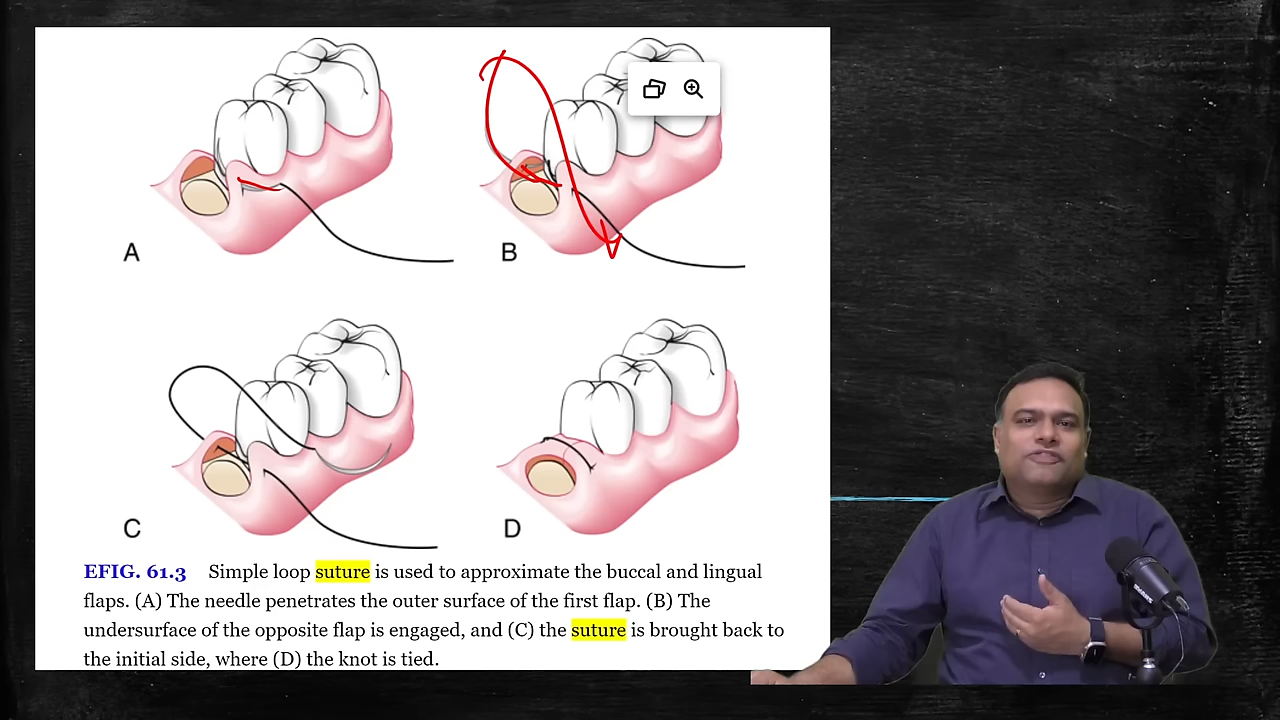 A
B
C
D
EFIG. 61.3 Simple loop suture is used to approximate the buccal and lingual
flaps. (A) The needle penetrates the outer surface of the first flap. (B) The
undersurface of the opposite flap is engaged, and (C) the suture is brought back to
the initial side, where (D) the knot is tied.